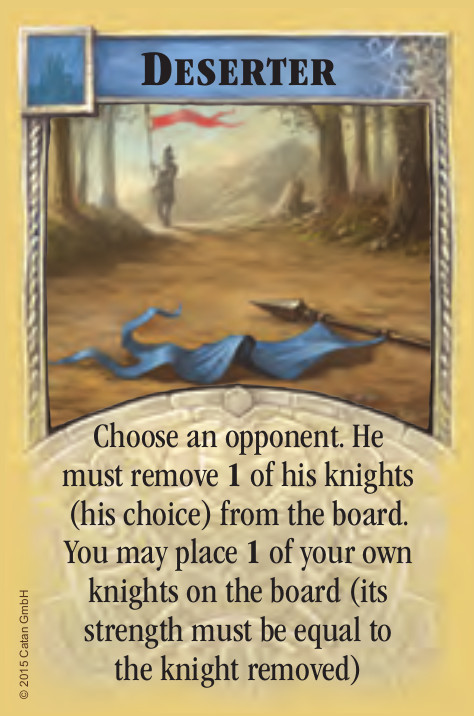 DESERTER
Choose an opponent. He
must remove 1 of his knights
(his choice) from the board.
You may place 1 of your own
knights on the board (its
strength must be equal to
the knight removed)
© 2015 Catan GmbH